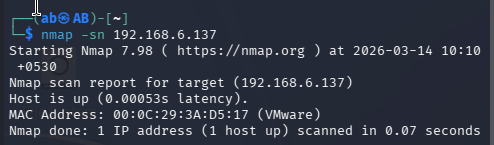 ┌──(ab㉿AB)-[~]
└─$ nmap -sn 192.168.6.137
Starting Nmap 7.98 ( https://nmap.org ) at 2026-03-14 10:10
 +0530
Nmap scan report for target (192.168.6.137)
Host is up (0.00053s latency).
MAC Address: 00:0C:29:3A:D5:17 (VMware)
Nmap done: 1 IP address (1 host up) scanned in 0.07 seconds